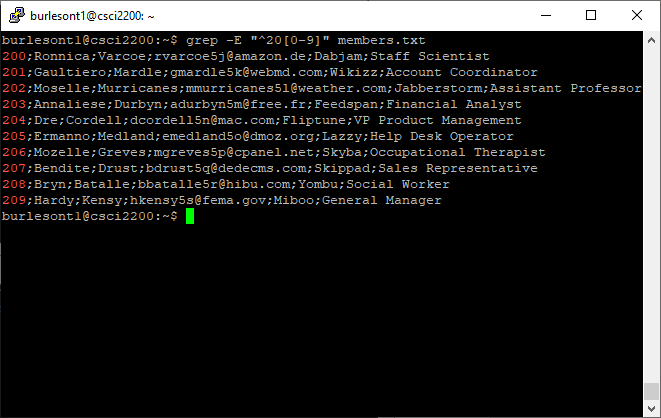 burlesont1@csci2200: ~
burlesont1@csci2200:~$ grep -E "^20[0-9]" members.txt
200;Ronnica;Varcoe;rvarcoe5j@amazon.de;Dabjam;Staff Scientist
201;Gaultiero;Mardle;gmardle5k@webmd.com;Wikizz;Account Coordinator
202;Moselle;Murricanes;mmurricanes5l@weather.com;Jabberstorm;Assistant Professor
203;Annaliese;Durbyn;adurbyn5m@free.fr;Feedspan;Financial Analyst
204;Dre;Cordell;dcordell5n@mac.com;Fliptune;VP Product Management
205;Ermanno;Medland;emedland5o@dmoz.org;Lazzy;Help Desk Operator
206;Mozelle;Greves;mgreves5p@cpanel.net;Skyba;Occupational Therapist
207;Bendite;Drust;bdrust5q@dedecms.com;Skippad;Sales Representative
208;Bryn;Batalle;bbatalle5r@hibu.com;Yombu;Social Worker
209;Hardy;Kensy;hkensy5s@fema.gov;Miboo;General Manager
burlesont1@csci2200:~$